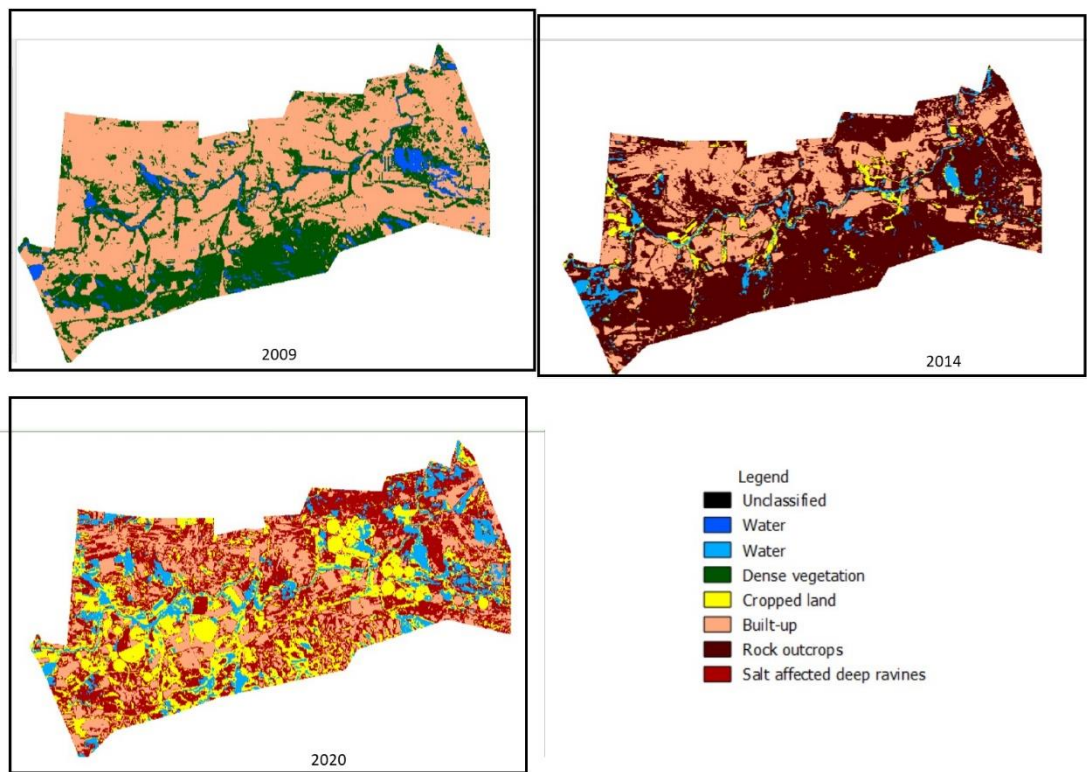 2009
2014
2020
Legend
Unclassified
Water
Water
Dense vegetation
Cropped land
Built-up
Rock outcrops
Salt affected deep ravines